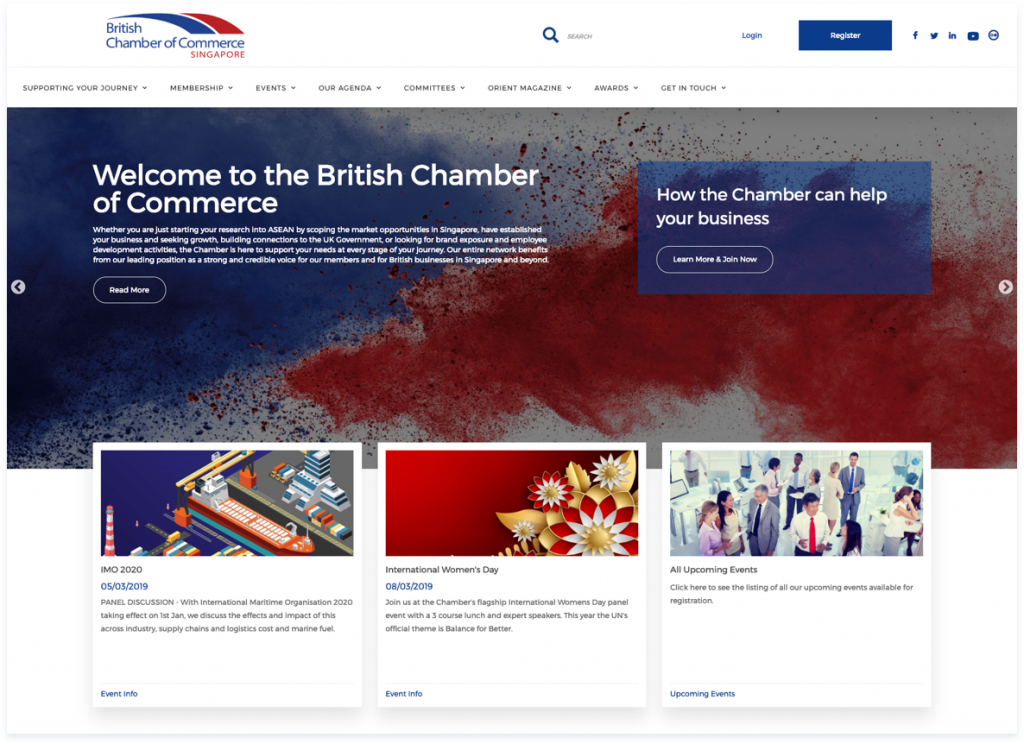 British
Chamber of Commerce
SINGAPORE
SEARCH
Login
Register
SUPPORTING YOUR JOURNEY
MEMBERSHIP
EVENTS
OUR AGENDA
COMMITTEES
ORIENT MAGAZINE
AWARDS
GET IN TOUCH
Welcome to the British Chamber
of Commerce
Whether you are just starting your research into ASEAN by scoping the market opportunities in Singapore, have established
your business and seeking growth, building connections to the UK Government, or looking for brand exposure and employee
development activities, the Chamber is here to support your needs at every stage of your journey. Our entire network benefits
from our leading position as a strong and credible voice for our members and for British businesses in Singapore and beyond.
Read More
How the Chamber can help
your business
Learn More & Join Now
IMO 2020
05/03/2019
PANEL DISCUSSION - With International Maritime Organisation 2020
taking effect on 1st Jan, we discuss the effects and impact of this
across industry, supply chains and logistics cost and marine fuel.
Event Info
International Women's Day
08/03/2019
Join us at the Chamber's flagship International Womens Day panel
event with a 3 course lunch and expert speakers. This year the UN's
official theme is Balance for Better.
Event Info
All Upcoming Events
Click here to see the listing of all our upcoming events available for
registration.
Upcoming Events